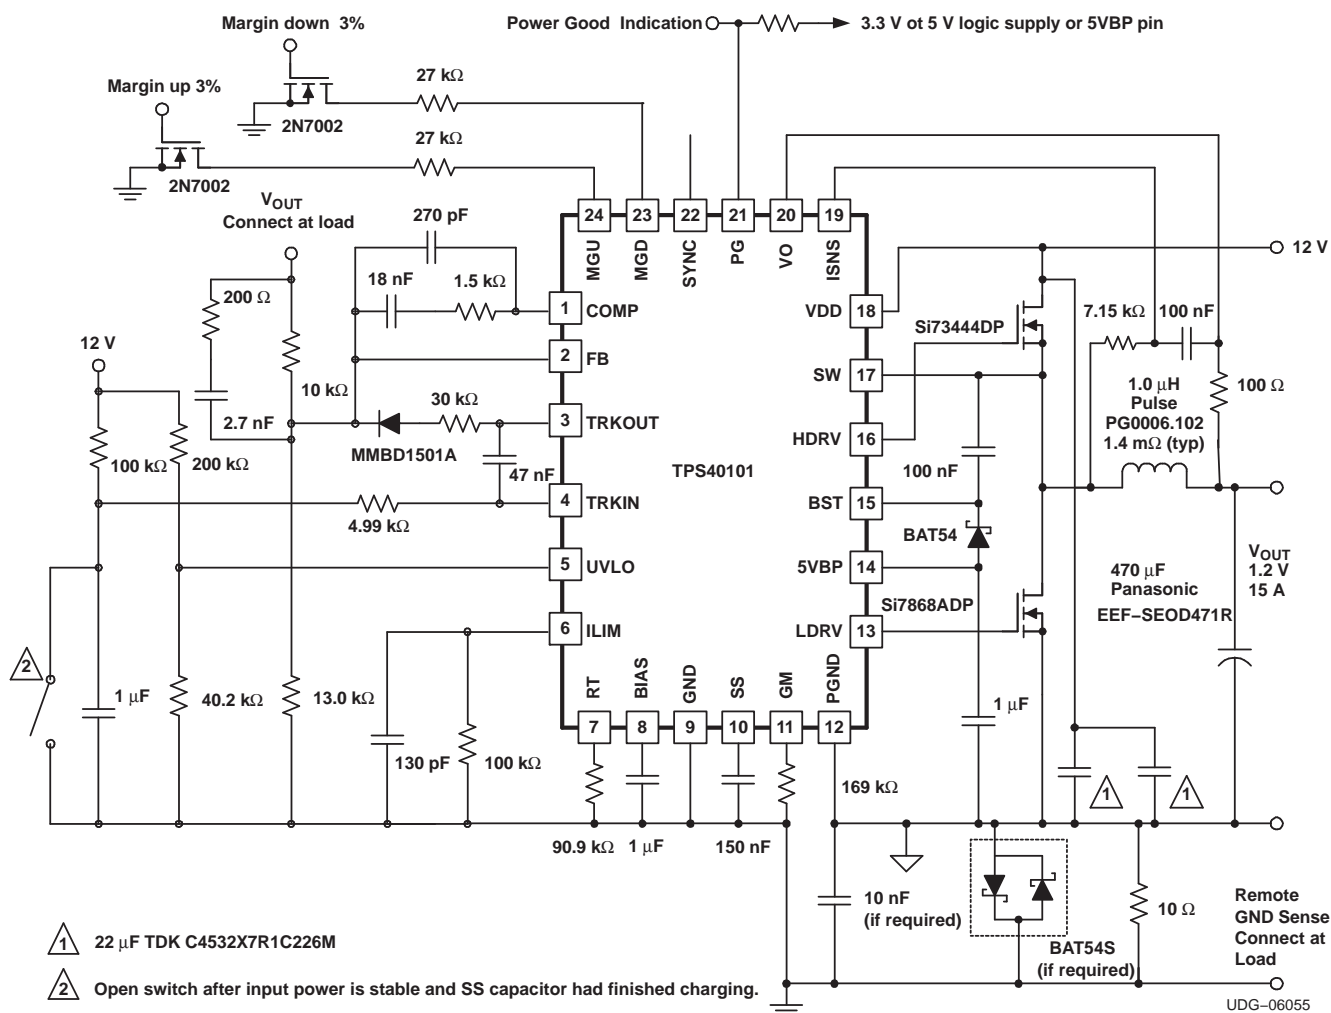 Margin down 3%
Power Good Indication
3.3 V ot 5 V logic supply or 5VBP pin
27 kΩ
Margin up 3%
2N7002
27 kΩ
2N7002
VOUT
Connect at load
270 pF
24
23
22
21
20
19
MGU
MGD
SYNC
PG
VO
ISNS
12 V
18 nF
1.5 kΩ
200 Ω
1
COMP
VDD
18
Si73444DP
7.15 kΩ
100 nF
12 V
2
FB
SW
17
10 kΩ
1.0 μH
Pulse
PG0006.102
1.4 mΩ (typ)
100 Ω
30 kΩ
2.7 nF
3
TRKOUT
HDRV
16
MMBD1501A
100 kΩ
200 kΩ
47 nF
TPS40101
100 nF
4
TRKIN
BST
15
4.99 kΩ
BAT54
5
UVLO
5VBP
14
VOUT
1.2 V
15 A
470 μF
Panasonic
EEF–SEOD471R
Si7868ADP
6
ILIM
LDRV
13
2
RT
BIAS
GND
SS
GM
PGND
1 μF
40.2 kΩ
13.0 kΩ
1 μF
7
8
9
10
11
12
130 pF
100 kΩ
169 kΩ
1
1
90.9 kΩ
1 μF
150 nF
10 nF
(if required)
10 Ω
Remote
GND Sense
Connect at
Load
BAT54S
(if required)
1
22 μF TDK C4532X7R1C226M
2
Open switch after input power is stable and SS capacitor had finished charging.
UDG–06055